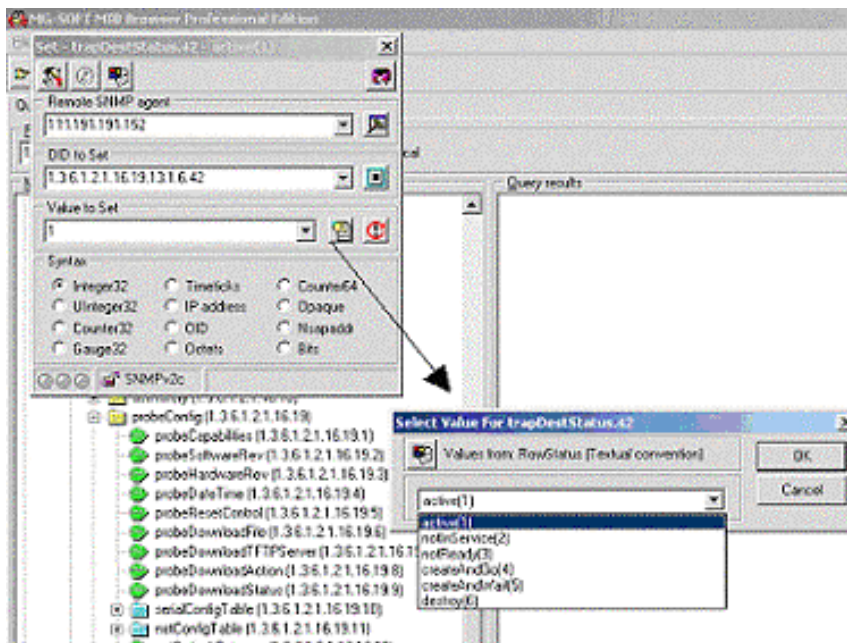 MG-SOFT MIB Browser Professional Edition
Set - trapDestStatus.42 - active(1)
Remote SNMP agent
111.191.191.152
OID to Set
1.3.6.1.2.1.16.19.13.1.6.42
Value to Set
1
Syntax
Integer32
Timeticks
Counter64
UInteger32
IP address
Opaque
Counter32
OID
Nsapaddr
Gauge32
Octets
Bits
SNMPv2c
Query results
probeConfig (1.3.6.1.2.1.16.19)
probeCapabilities (1.3.6.1.2.1.16.19.1)
probeSoftwareRev (1.3.6.1.2.1.16.19.2)
probeHardwareRev (1.3.6.1.2.1.16.19.3)
probeDateTime (1.3.6.1.2.1.16.19.4)
probeResetControl (1.3.6.1.2.1.16.19.5)
probeDownloadFile (1.3.6.1.2.1.16.19.6)
probeDownloadTFTPServer (1.3.6.1.2.1.16.1
probeDownloadAction (1.3.6.1.2.1.16.19.8)
probeDownloadStatus (1.3.6.1.2.1.16.19.9)
serialConfigTable (1.3.6.1.2.1.16.19.10)
netConfigTable (1.3.6.1.2.1.16.19.11)
Select Value For trapDestStatus.42
Values from: RowStatus (Textual convention)
OK
Cancel
active(1)
active(1)
notInService(2)
notReady(3)
createAndGo(4)
createAndWait(5)
destroy(6)